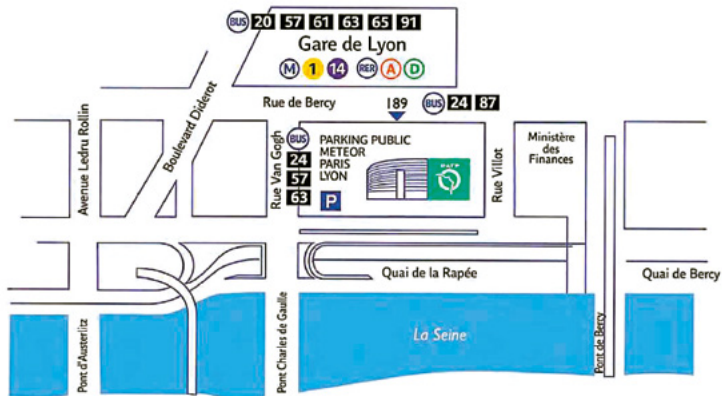 BUS 20 57 61 63 65 91
Gare de Lyon
M 1 14 RER A D
Rue de Bercy
189
BUS 24 87
Avenue Ledru Rollin
Boulevard Diderot
Rue Van Gogh
BUS
24
57
63
PARKING PUBLIC
METEOR
PARIS
LYON
P
RATP
Rue Villot
Ministère
des
Finances
Quai de la Rapée
Quai de Bercy
Pont d'Austerlitz
Pont Charles de Gaulle
La Seine
Pont de Bercy